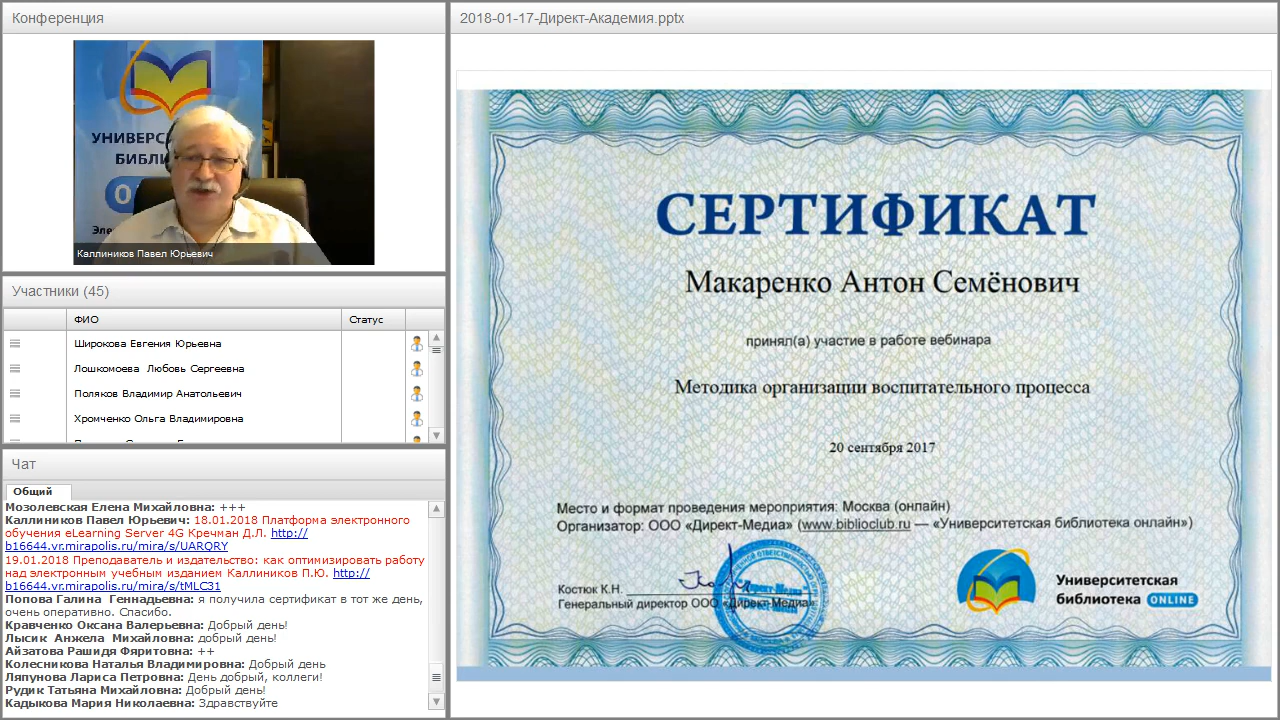 Конференция
УНИВЕРС
БИБЛИ
Каллиников Павел Юрьевич
Участники (45)
ФИО
Статус
Широкова Евгения Юрьевна
Лошкомоева Любовь Сергеевна
Поляков Владимир Анатольевич
Хромченко Ольга Владимировна
Чат
Общий
Мозолевская Елена Михайловна: +++
Каллиников Павел Юрьевич: 18.01.2018 Платформа электронного
обучения eLearning Server 4G Кречман Д.Л. http://
b16644.vr.mirapolis.ru/mira/s/UARQRY
19.01.2018 Преподаватель и издательство: как оптимизировать работу
над электронным учебным изданием Каллиников П.Ю. http://
b16644.vr.mirapolis.ru/mira/s/tMLC31
Попова Галина Геннадьевна: я получила сертификат в тот же день,
очень оперативно. Спасибо.
Кравченко Оксана Валерьевна: Добрый день!
Лысак Анжела Михайловна: добрый день!
Айзатова Рашидя Фяритовна: ++
Колесникова Наталья Владимировна: Добрый день
Ляпунова Лариса Петровна: День добрый, коллеги!
Рудик Татьяна Михайловна: Добрый день!
Кадыкова Мария Николаевна: Здравствуйте
2018-01-17-Директ-Академия.pptx
СЕРТИФИКАТ
Макаренко Антон Семёнович
принял(а) участие в работе вебинара
Методика организации воспитательного процесса
20 сентября 2017
Место и формат проведения мероприятия: Москва (онлайн)
Организатор: ООО «Директ-Медиа» (www.biblioclub.ru — «Университетская библиотека онлайн»)
Костюк К.Н.
Генеральный директор ООО «Директ-Медиа»
Университетская
библиотека ONLINE